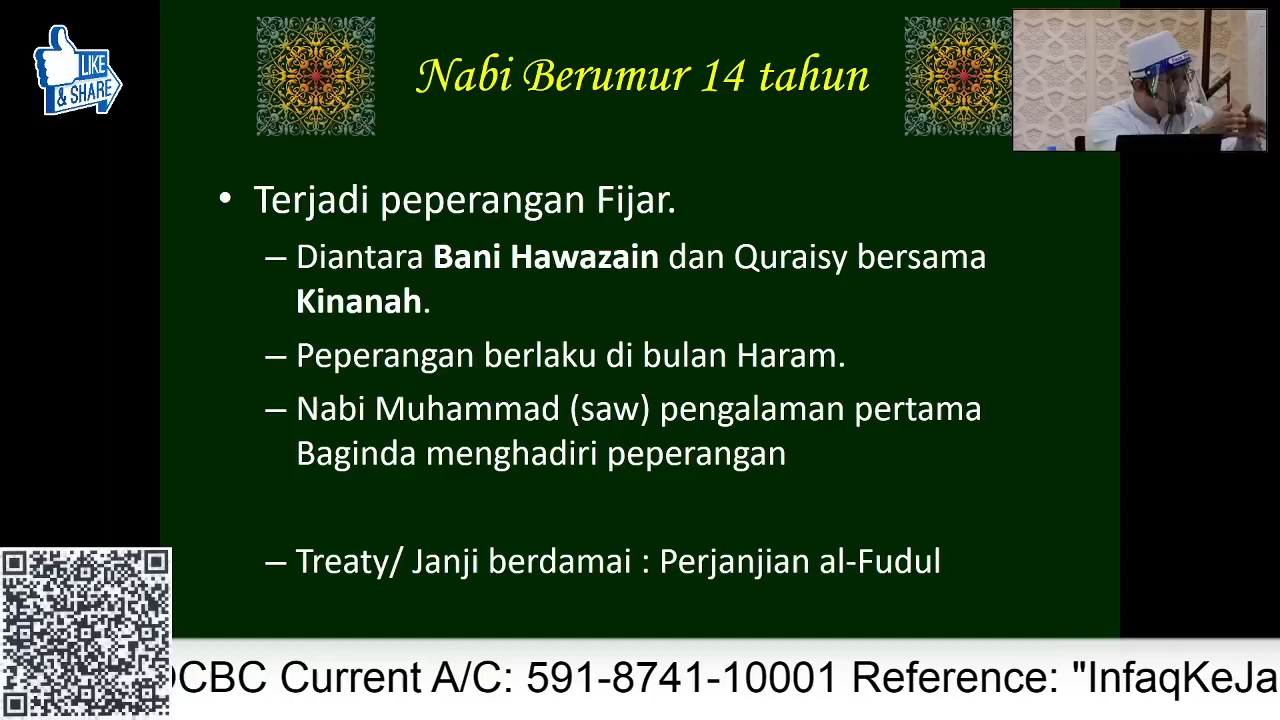 LIKE
& SHARE
Nabi Berumur 14 tahun
• Terjadi peperangan Fijar.
– Diantara Bani Hawazain dan Quraisy bersama
Kinanah.
– Peperangan berlaku di bulan Haram.
– Nabi Muhammad (saw) pengalaman pertama
Baginda menghadiri peperangan
– Treaty/ Janji berdamai : Perjanjian al-Fudul
OCBC Current A/C: 591-8741-10001 Reference: "InfaqKeJa